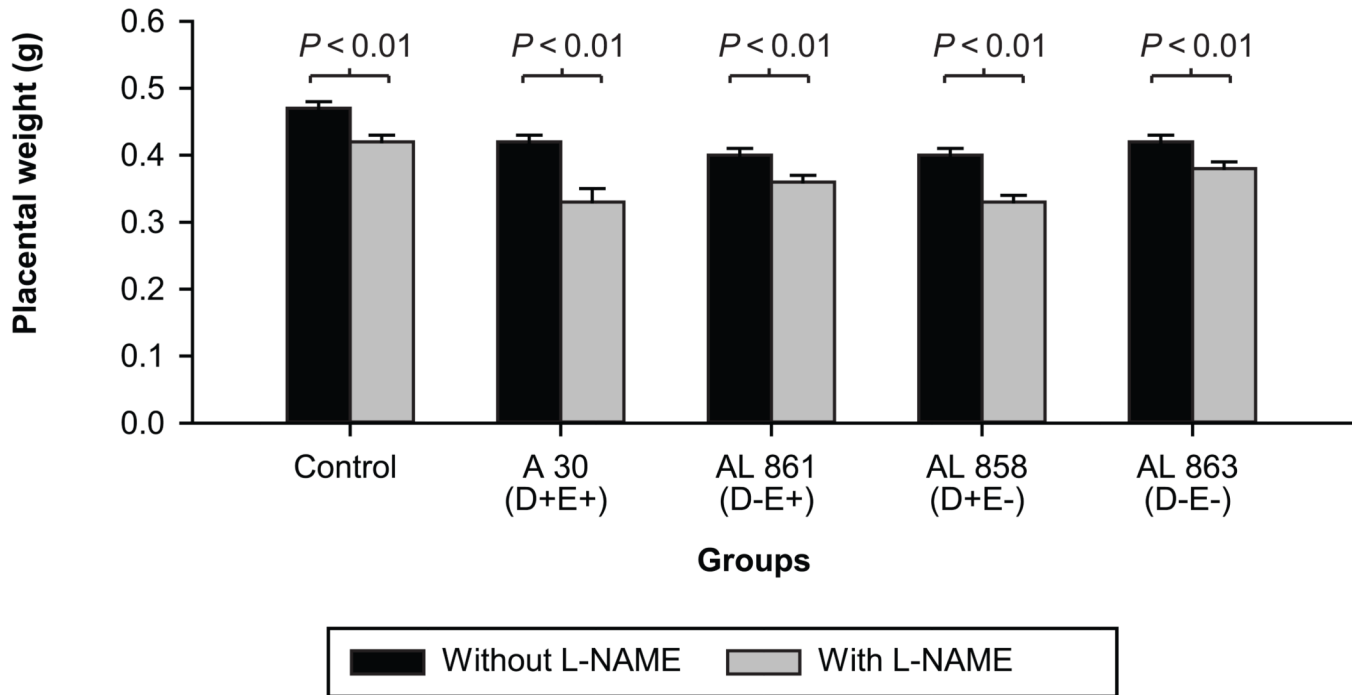 Placental weight (g)
0.6
0.5
0.4
0.3
0.2
0.1
0.0
P < 0.01
P < 0.01
P < 0.01
P < 0.01
P < 0.01
Control
A 30
(D+E+)
AL 861
(D-E+)
AL 858
(D+E-)
AL 863
(D-E-)
Groups
Without L-NAME
With L-NAME